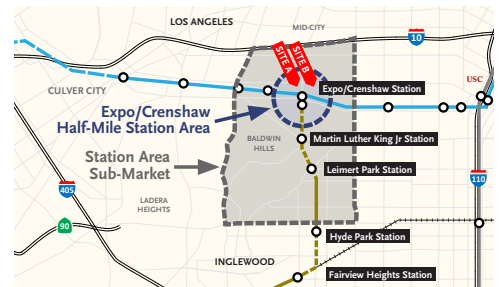 LOS ANGELES
MID-CITY
10
SITE A
SITE B
USC
CULVER CITY
Expo/Crenshaw Station
Expo/Crenshaw
Half-Mile Station Area
BALDWIN
HILLS
Martin Luther King Jr Station
Station Area
Sub-Market
Leimert Park Station
110
405
LADERA
HEIGHTS
90
Hyde Park Station
INGLEWOOD
Fairview Heights Station